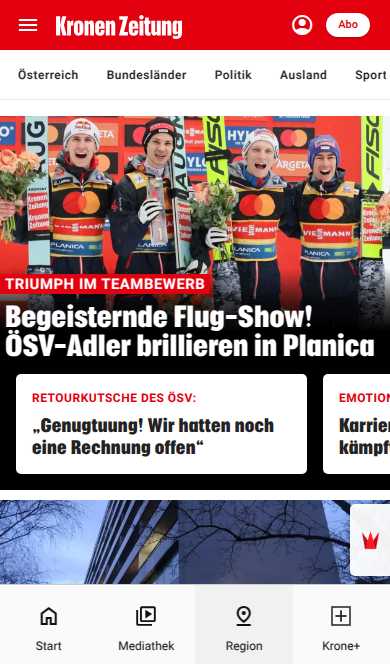 Kronen Zeitung
Abo
Österreich Bundesländer Politik Ausland Sport
TRIUMPH IM TEAMBEWERB
Begeisternde Flug-Show!
ÖSV-Adler brillieren in Planica
RETOURKUTSCHE DES ÖSV:
„Genugtuung! Wir hatten noch
eine Rechnung offen“
EMOTION
Karrie
kämpf
Start Mediathek Region Krone+